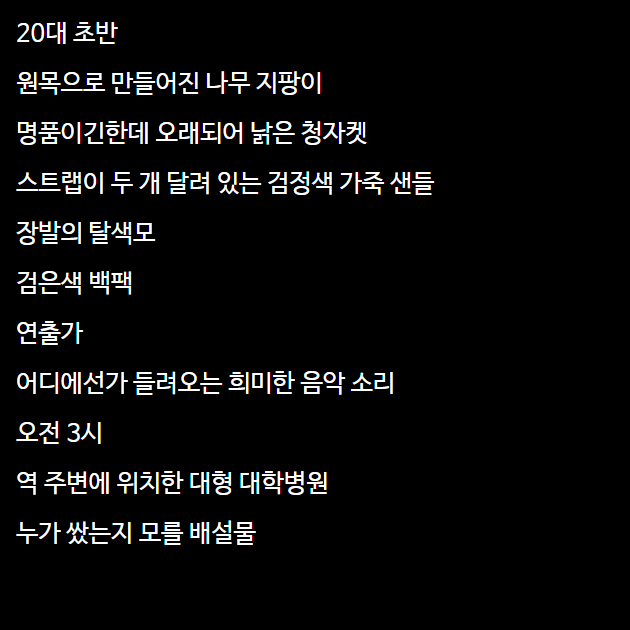 20대 초반
원목으로 만들어진 나무 지팡이
명품이긴한데 오래되어 낡은 청자켓
스트랩이 두 개 달려 있는 검정색 가죽 샌들
장발의 탈색모
검은색 백팩
연출가
어디에선가 들려오는 희미한 음악 소리
오전 3시
역 주변에 위치한 대형 대학병원
누가 쌌는지 모를 배설물